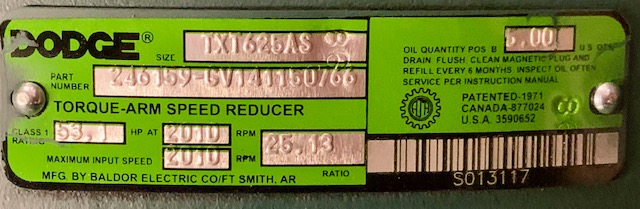 DODGE® SIZE TXT625AS
PART NUMBER 246159-GV1411507/66
TORQUE-ARM SPEED REDUCER
CLASS 1 RATING 53.1 HP AT 2010 RPM 25.13
MAXIMUM INPUT SPEED 2010 RPM RATIO
MFG. BY BALDOR ELECTRIC CO/FT SMITH, AR
OIL QUANTITY POS B 5.00 U S
DRAIN FLUSH CLEAN MAGNETIC PLUG AND
REFILL EVERY 6 MONTHS INSPECT OIL OFTEN
SERVICE PER INSTRUCTION MANUAL
PATENTED-1971
CANADA-877024
U.S.A. 3590652
S013117